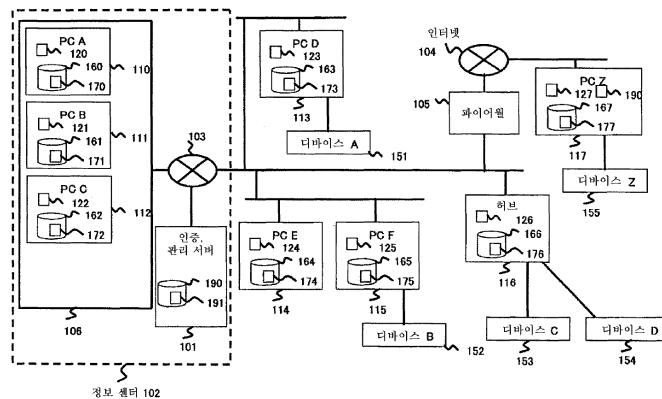 PC A
120
160
170
110
PC B
121
161
171
111
PC C
122
162
172
112
106
103
인증,
관리 서버
190
191
101
정보 센터 102
PC D
123
163
173
113
디바이스 A
151
인터넷
104
105
파이어월
PC Z
127
190
167
177
117
디바이스 Z
155
PC E
124
164
174
114
PC F
125
165
175
115
디바이스 B
152
허브
126
166
176
116
디바이스 C
153
디바이스 D
154